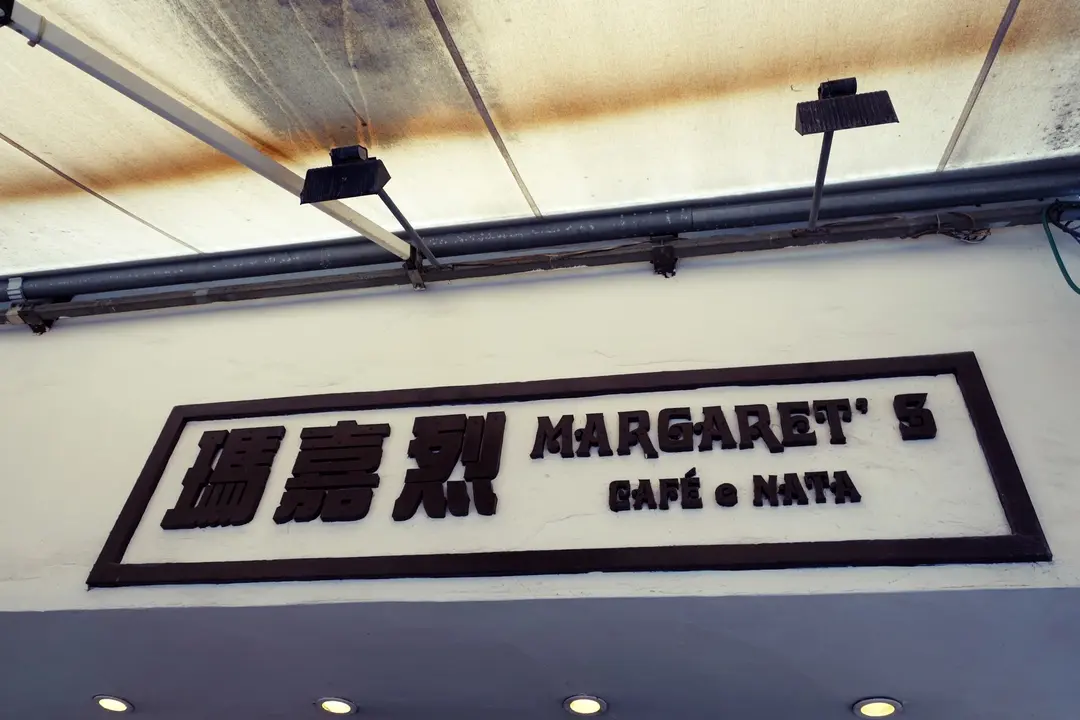 瑪嘉烈
MARGARET'S
CAFÉ e NATA